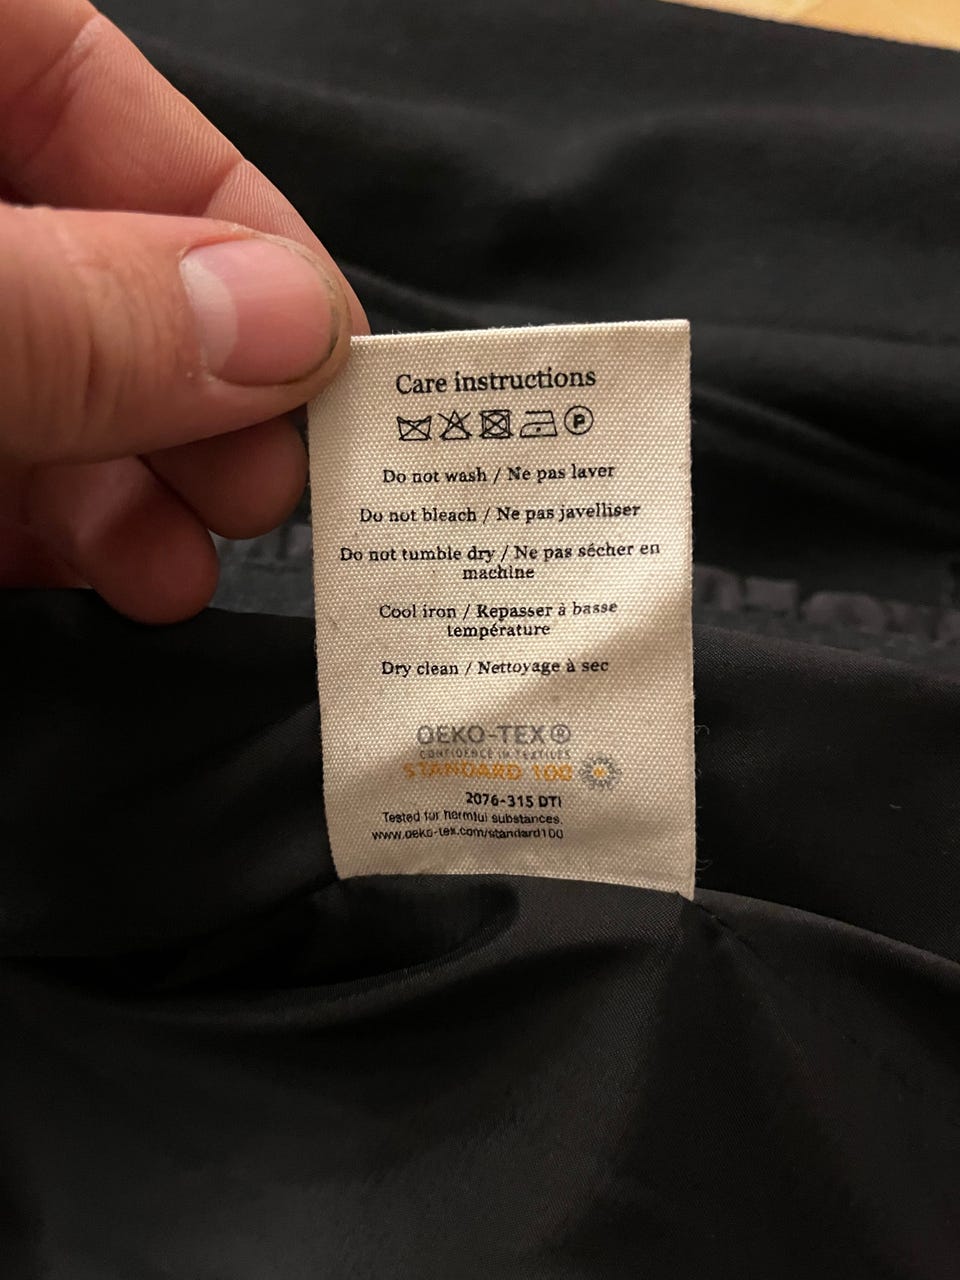 Care instructions
P
Do not wash / Ne pas laver
Do not bleach / Ne pas javelliser
Do not tumble dry / Ne pas sécher en
machine
Cool iron / Repasser à basse
température
Dry clean / Nettoyage à sec
OEKO-TEX®
CONFIDENCE IN TEXTILES
STANDARD 100
2076-315 DTI
Tested for harmful substances.
www.oeko-tex.com/standard100